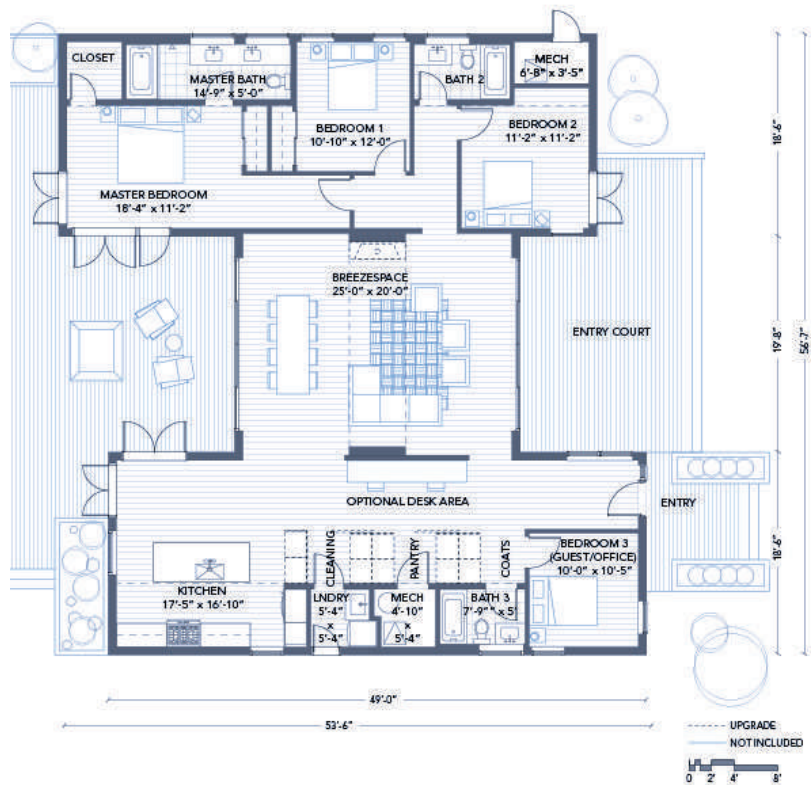 CLOSET
MASTER BATH
14'-9" x 5'-0"
BATH 2
MECH
6'-8" x 3'-5"
BEDROOM 1
10'-10" x 12'-0"
BEDROOM 2
11'-2" x 11'-2"
MASTER BEDROOM
18'-4" x 11'-2"
18'-6"
BREEZESPACE
25'-0" x 20'-0"
ENTRY COURT
19'-8"
56'-7"
OPTIONAL DESK AREA
ENTRY
18'-6"
CLEANING
PANTRY
COATS
BEDROOM 3
(GUEST/OFFICE)
10'-0" x 10'-5"
KITCHEN
17'-5" x 16'-10"
LNDRY
5'-4"
x
5'-4"
MECH
4'-10"
x
5'-4"
BATH 3
7'-9" x 5'
49'-0"
53'-6"
UPGRADE
NOT INCLUDED
0 2' 4' 8'